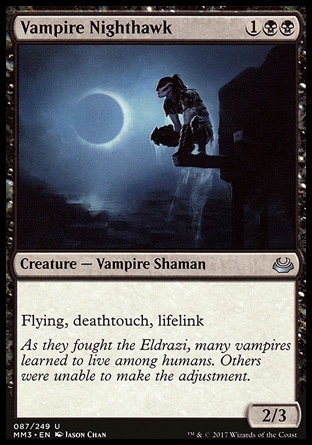 Vampire Nighthawk 1
Creature — Vampire Shaman
Flying, deathtouch, lifelink
As they fought the Eldrazi, many vampires
learned to live among humans. Others
were unable to make the adjustment.
2/3
087/249 U
MM3 • EN Jason Chan
™ & © 2017 Wizards of the Coast